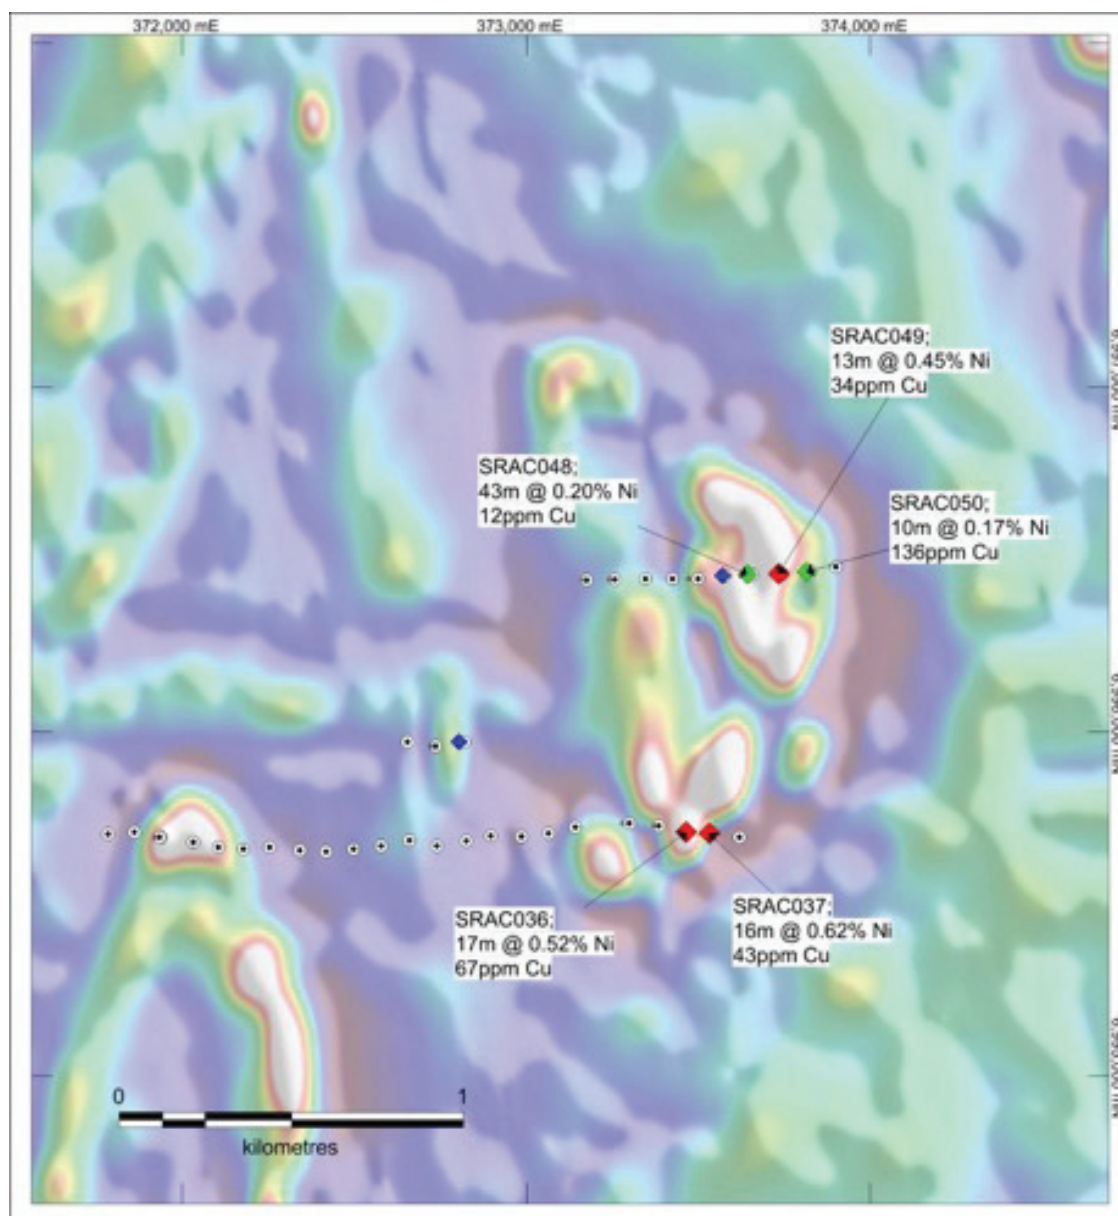 372,000 mE
373,000 mE
374,000 mE
SRAC049;
13m @ 0.45% Ni
34ppm Cu
SRAC048;
43m @ 0.20% Ni
12ppm Cu
SRAC050;
10m @ 0.17% Ni
136ppm Cu
SRAC036;
17m @ 0.52% Ni
67ppm Cu
SRAC037;
16m @ 0.62% Ni
43ppm Cu
0
1
kilometres